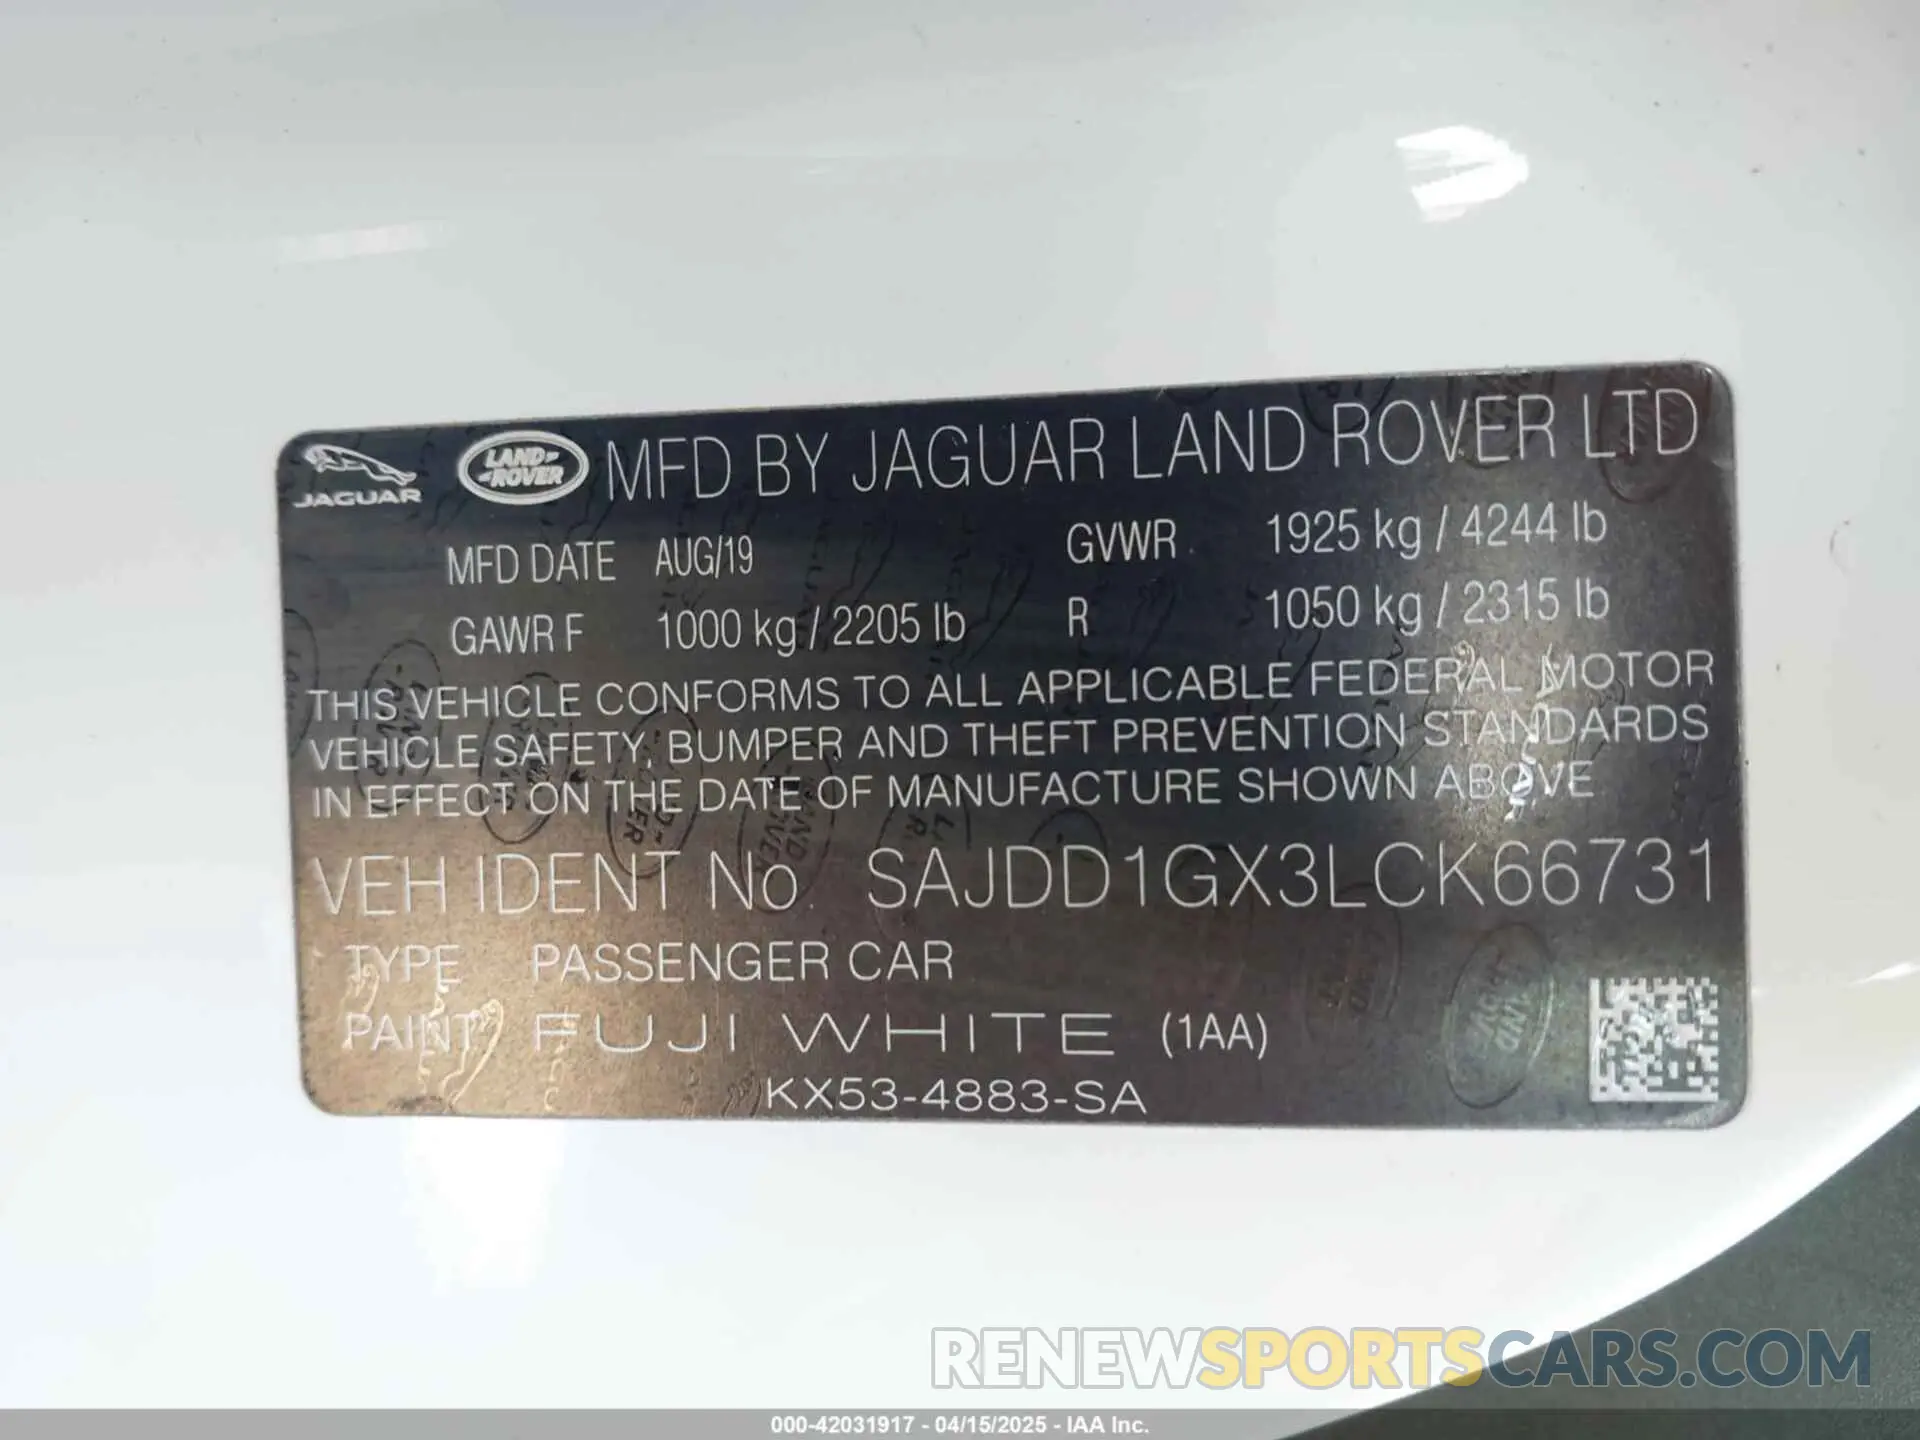 JAGUAR LAND-ROVER MFD BY JAGUAR LAND ROVER LTD
MFD DATE AUG/19 GVWR 1925 kg / 4244 lb
GAWR F 1000 kg / 2205 lb R 1050 kg / 2315 lb
THIS VEHICLE CONFORMS TO ALL APPLICABLE FEDERAL MOTOR
VEHICLE SAFETY, BUMPER AND THEFT PREVENTION STANDARDS
IN EFFECT ON THE DATE OF MANUFACTURE SHOWN ABOVE
VEH IDENT No. SAJDD1GX3LCK66731
TYPE PASSENGER CAR
PAINT FUJI WHITE (1AA)
KX53-4883-SA
RENEWSPORTSCARS.COM
000-42031917 - 04/15/2025 - IAA Inc.